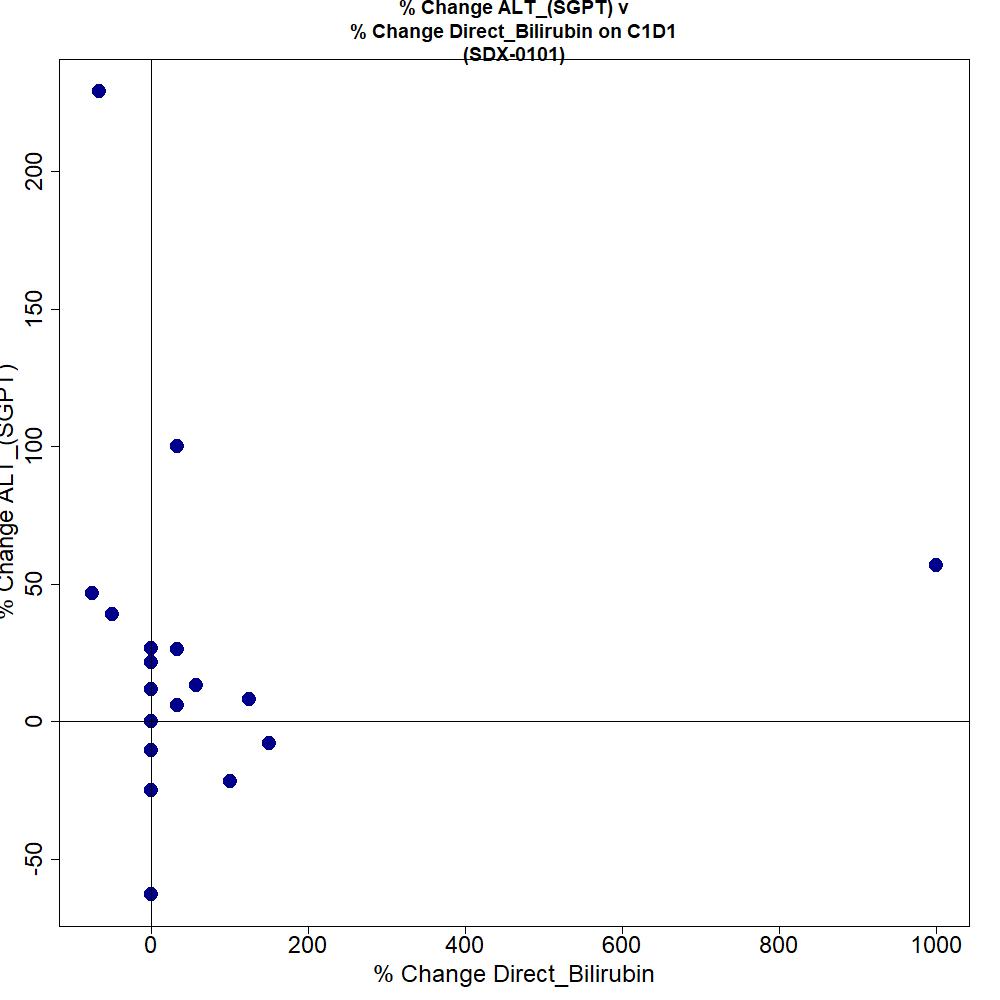 % Change ALT_(SGPT) v
% Change Direct_Bilirubin on C1D1
(SDX-0101)
% Change ALT_(SGPT)
200
150
100
50
0
-50
0 200 400 600 800 1000
% Change Direct_Bilirubin